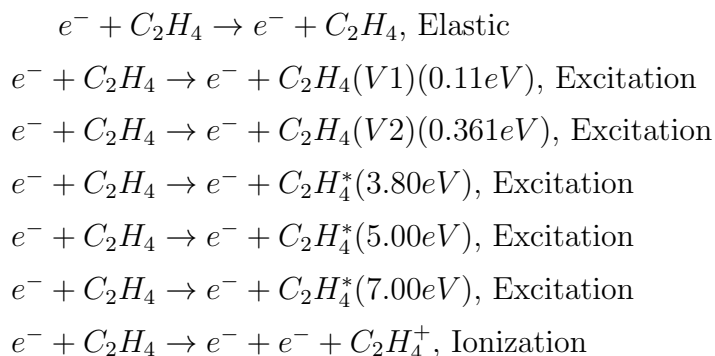 e⁻ + C₂H₄ → e⁻ + C₂H₄, Elastic
e⁻ + C₂H₄ → e⁻ + C₂H₄(V1)(0.11eV), Excitation
e⁻ + C₂H₄ → e⁻ + C₂H₄(V2)(0.361eV), Excitation
e⁻ + C₂H₄ → e⁻ + C₂H₄*(3.80eV), Excitation
e⁻ + C₂H₄ → e⁻ + C₂H₄*(5.00eV), Excitation
e⁻ + C₂H₄ → e⁻ + C₂H₄*(7.00eV), Excitation
e⁻ + C₂H₄ → e⁻ + e⁻ + C₂H₄⁺, Ionization